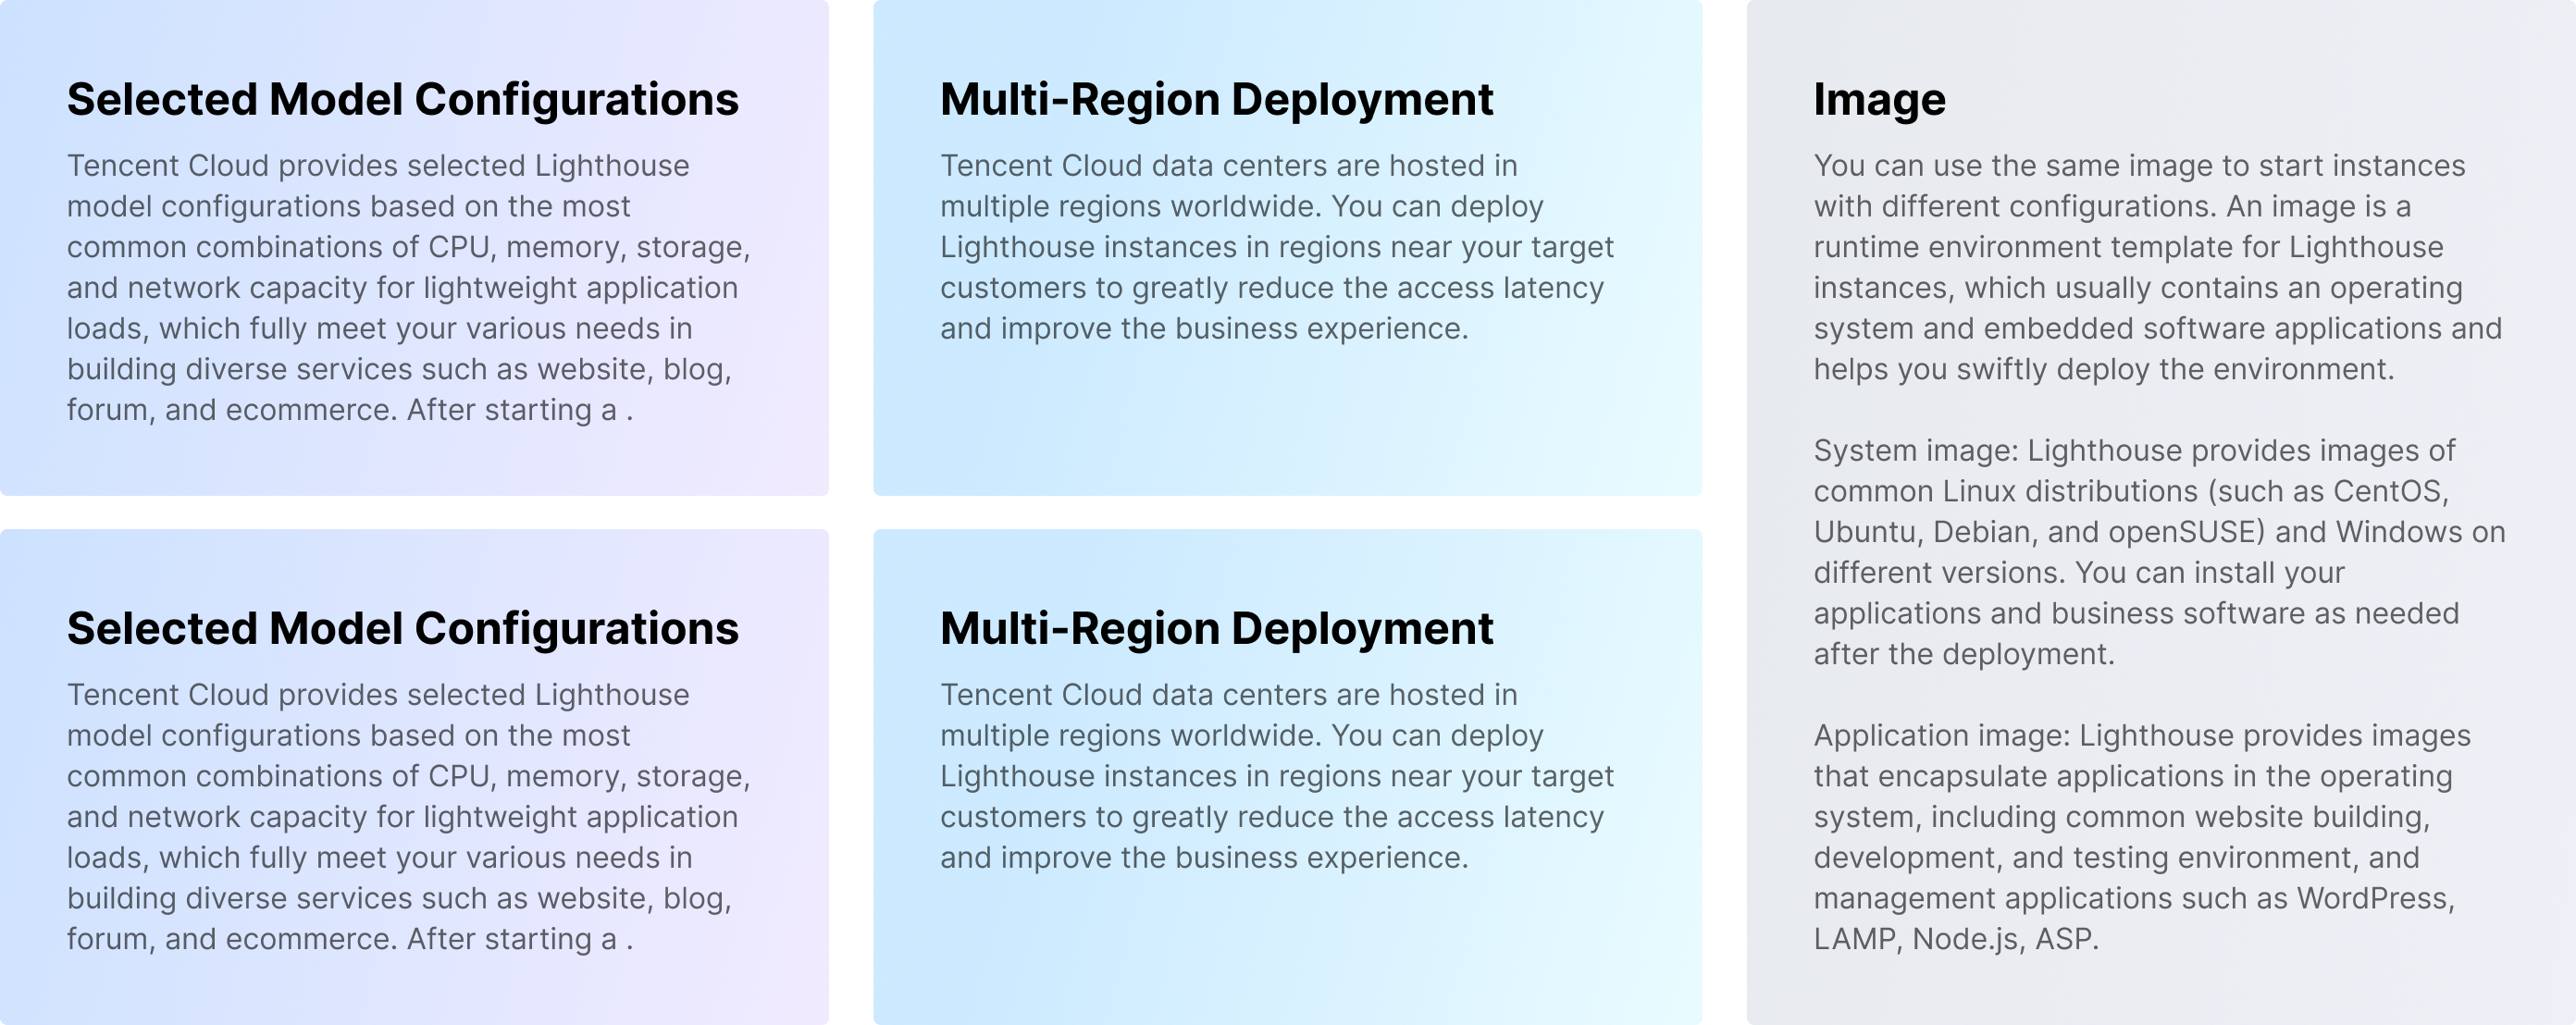 Selected Model Configurations
Tencent Cloud provides selected Lighthouse
model configurations based on the most
common combinations of CPU, memory, storage,
and network capacity for lightweight application
loads, which fully meet your various needs in
building diverse services such as website, blog,
forum, and ecommerce. After starting a .
Multi-Region Deployment
Tencent Cloud data centers are hosted in
multiple regions worldwide. You can deploy
Lighthouse instances in regions near your target
customers to greatly reduce the access latency
and improve the business experience.
Image
You can use the same image to start instances
with different configurations. An image is a
runtime environment template for Lighthouse
instances, which usually contains an operating
system and embedded software applications and
helps you swiftly deploy the environment.
System image: Lighthouse provides images of
common Linux distributions (such as CentOS,
Ubuntu, Debian, and openSUSE) and Windows on
different versions. You can install your
applications and business software as needed
after the deployment.
Application image: Lighthouse provides images
that encapsulate applications in the operating
system, including common website building,
development, and testing environment, and
management applications such as WordPress,
LAMP, Node.js, ASP.
Selected Model Configurations
Tencent Cloud provides selected Lighthouse
model configurations based on the most
common combinations of CPU, memory, storage,
and network capacity for lightweight application
loads, which fully meet your various needs in
building diverse services such as website, blog,
forum, and ecommerce. After starting a .
Multi-Region Deployment
Tencent Cloud data centers are hosted in
multiple regions worldwide. You can deploy
Lighthouse instances in regions near your target
customers to greatly reduce the access latency
and improve the business experience.